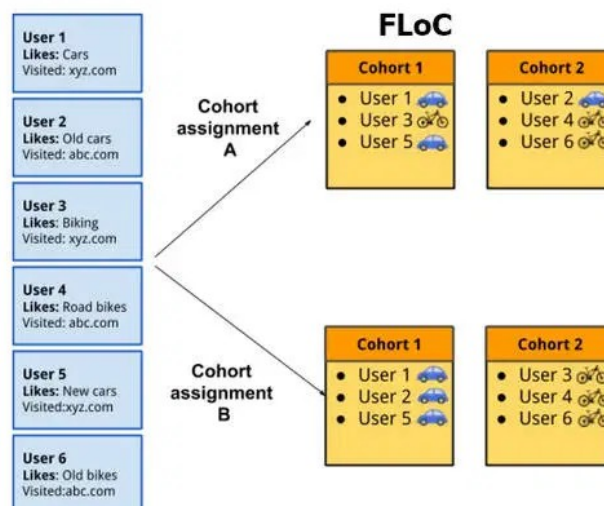 FLoC
User 1
Likes: Cars
Visited: xyz.com
User 2
Likes: Old cars
Visited: abc.com
User 3
Likes: Biking
Visited: xyz.com
User 4
Likes: Road bikes
Visited: abc.com
User 5
Likes: New cars
Visited:xyz.com
User 6
Likes: Old bikes
Visited:abc.com
Cohort
assignment
A
Cohort 1
User 1
User 3
User 5
Cohort 2
User 2
User 4
User 6
Cohort
assignment
B
Cohort 1
User 1
User 2
User 5
Cohort 2
User 3
User 4
User 6